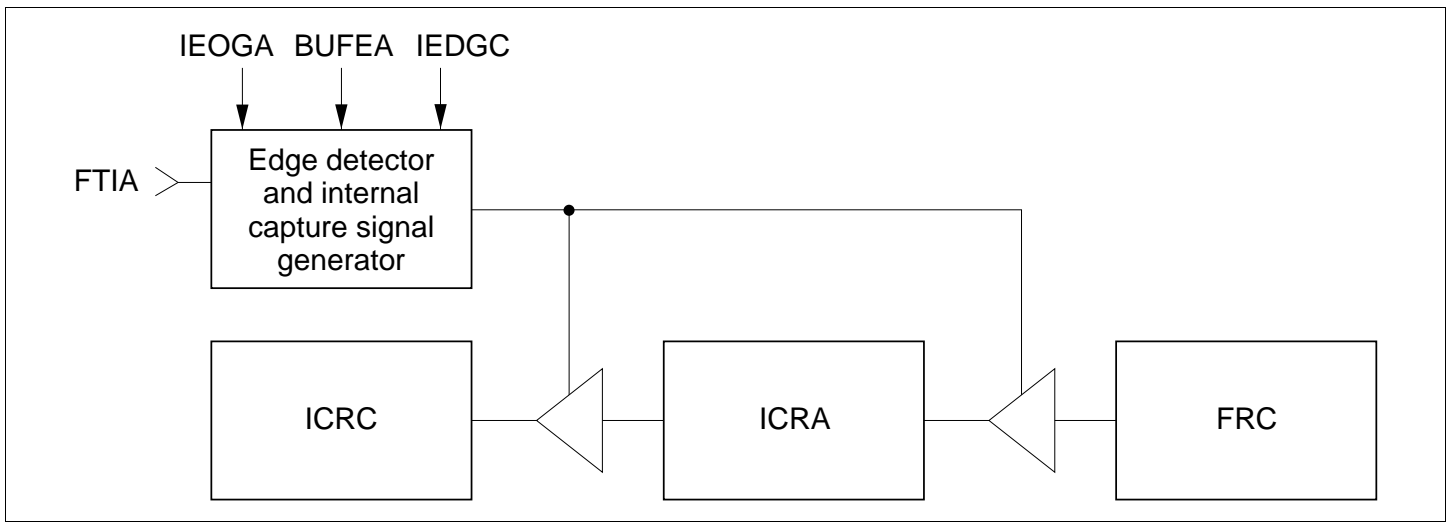 IEOGA BUFEA IEDGC
FTIA
Edge detector
and internal
capture signal
generator
ICRC
ICRA
FRC